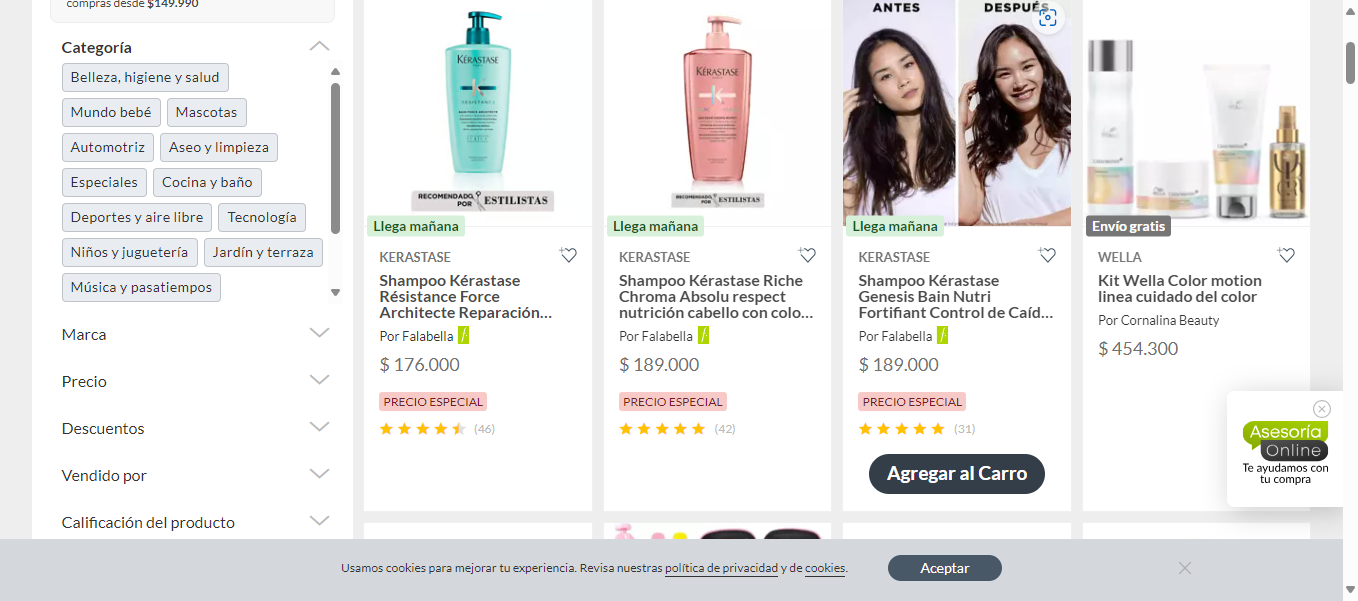 compras desde $149.990
Categoría
Belleza, higiene y salud
Mundo bebé
Mascotas
Automotriz
Aseo y limpieza
Especiales
Cocina y baño
Deportes y aire libre
Tecnología
Niños y juguetería
Jardín y terraza
Música y pasatiempos
Marca
Precio
Descuentos
Vendido por
Calificación del producto
KÉRASTASE
RESISTANCE
RECOMENDADO
POR
ESTILISTAS
Llega mañana
KERASTASE
Shampoo Kérastase
Résistance Force
Architecte Reparación...
Por Falabella
$ 176.000
PRECIO ESPECIAL
(46)
KÉRASTASE
RECOMENDADO
POR
ESTILISTAS
Llega mañana
KERASTASE
Shampoo Kérastase Riche
Chroma Absolu respect
nutrición cabello con colo...
Por Falabella
$ 189.000
PRECIO ESPECIAL
(42)
ANTES
DESPUÉS
Llega mañana
KERASTASE
Shampoo Kérastase
Genesis Bain Nutri
Fortifiant Control de Caíd...
Por Falabella
$ 189.000
PRECIO ESPECIAL
(31)
Agregar al Carro
Envío gratis
WELLA
Kit Wella Color motion
linea cuidado del color
Por Cornalina Beauty
$ 454.300
Asesoría
Online
Te ayudamos con
tu compra
Usamos cookies para mejorar tu experiencia. Revisa nuestras política de privacidad y de cookies.
Aceptar